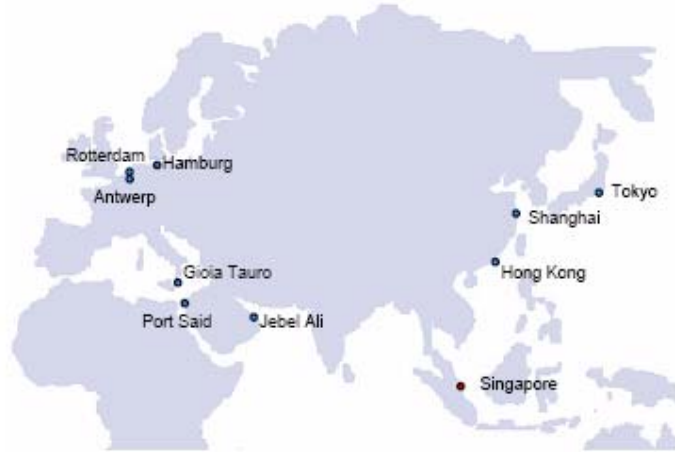 Rotterdam
Hamburg
Antwerp
Tokyo
Shanghai
Hong Kong
Gioia Tauro
Port Said
Jebel Ali
Singapore